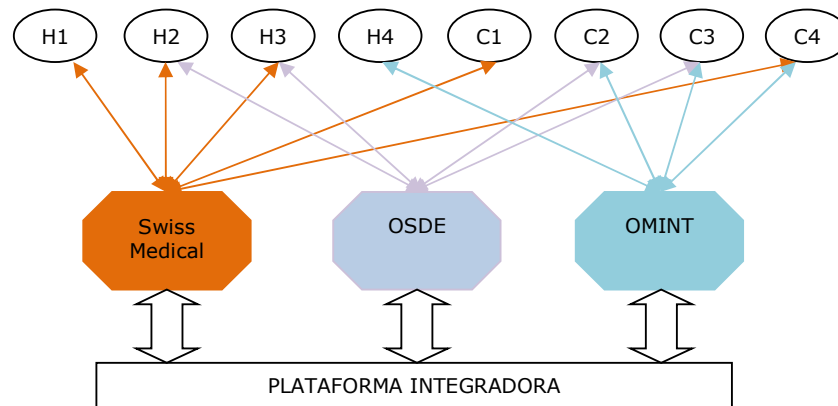 H1 H2 H3 H4 C1 C2 C3 C4
Swiss
Medical
OSDE
OMINT
PLATAFORMA INTEGRADORA